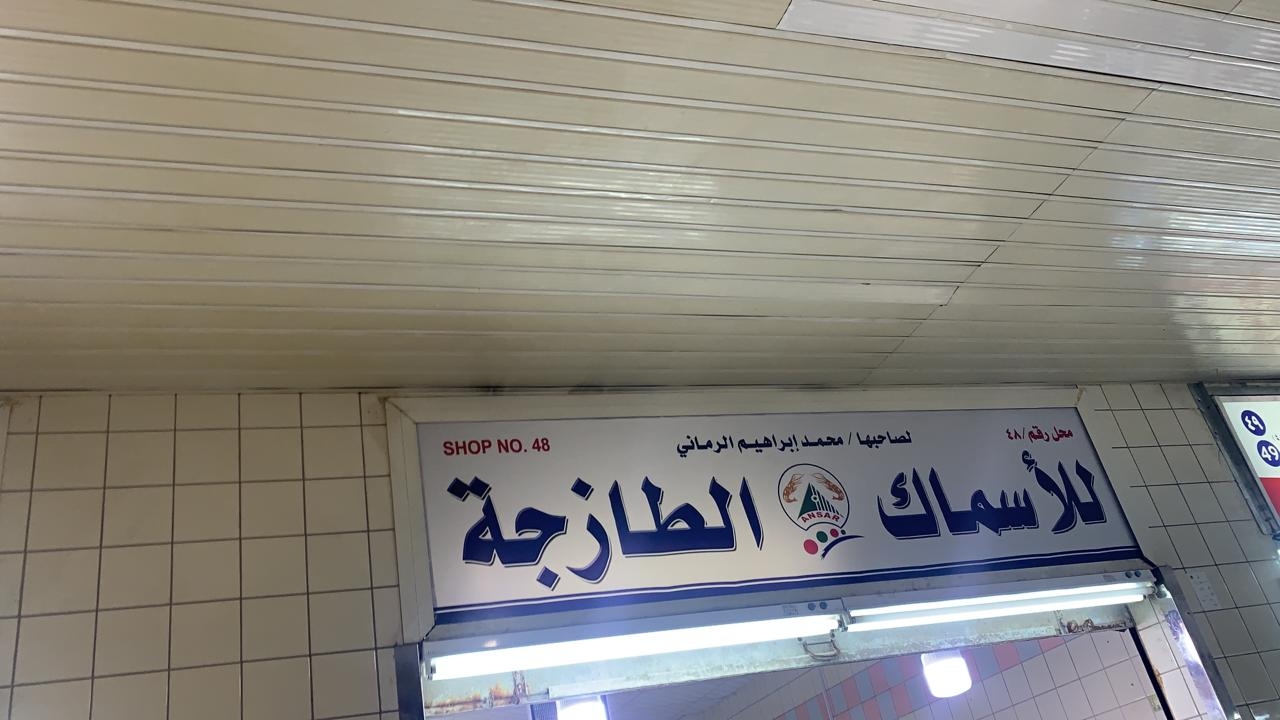 محل رقم/٤٨
لصاحبها / محمد إبراهيم الرماني
SHOP NO. 48
للأسماك الطازجة
ANSAR
٤٩
49